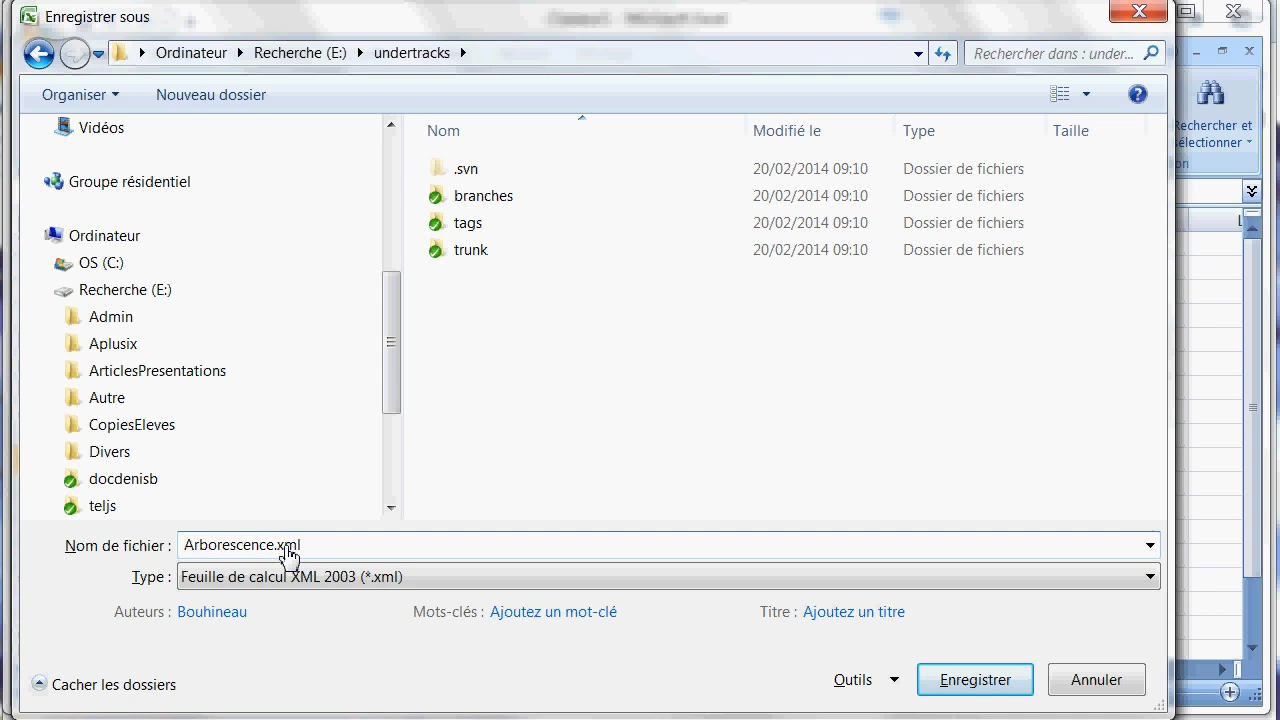 Enregistrer sous
Ordinateur Recherche (E:) undertracks
Rechercher dans : under...
Organiser Nouveau dossier
Nom Modifié le Type Taille
Vidéos
Groupe résidentiel
Ordinateur
OS (C:)
Recherche (E:)
Admin
Aplusix
ArticlesPresentations
Autre
CopiesEleves
Divers
docdenisb
teljs
.svn 20/02/2014 09:10 Dossier de fichiers
branches 20/02/2014 09:10 Dossier de fichiers
tags 20/02/2014 09:10 Dossier de fichiers
trunk 20/02/2014 09:10 Dossier de fichiers
Rechercher et
électionner
Nom de fichier : Arborescence.xml
Type : Feuille de calcul XML 2003 (*.xml)
Auteurs : Bouhineau Mots-clés : Ajoutez un mot-clé Titre : Ajoutez un titre
Cacher les dossiers
Outils Enregistrer Annuler